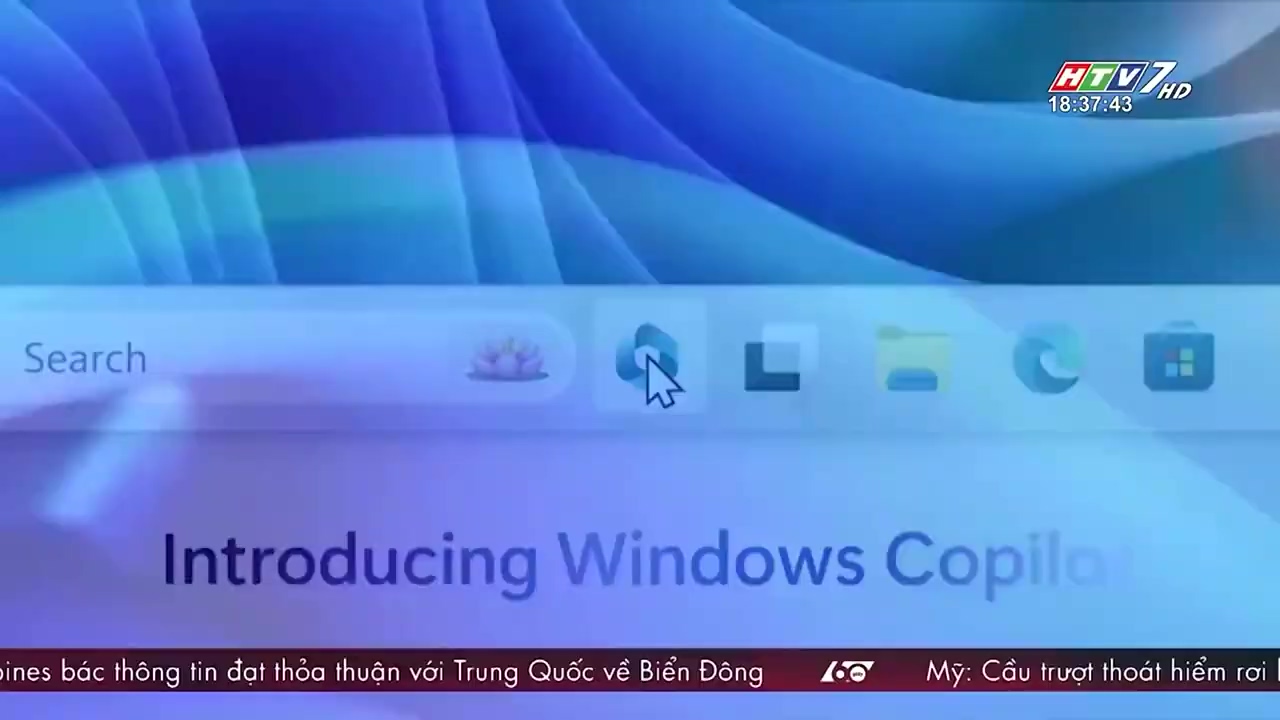 HTV7 HD
18:37:43
Search
Introducing Windows Copilot
bác thông tin đạt thỏa thuận với Trung Quốc về Biển Đông 60 Mỹ: Cầu trượt thoát hiểm rơi